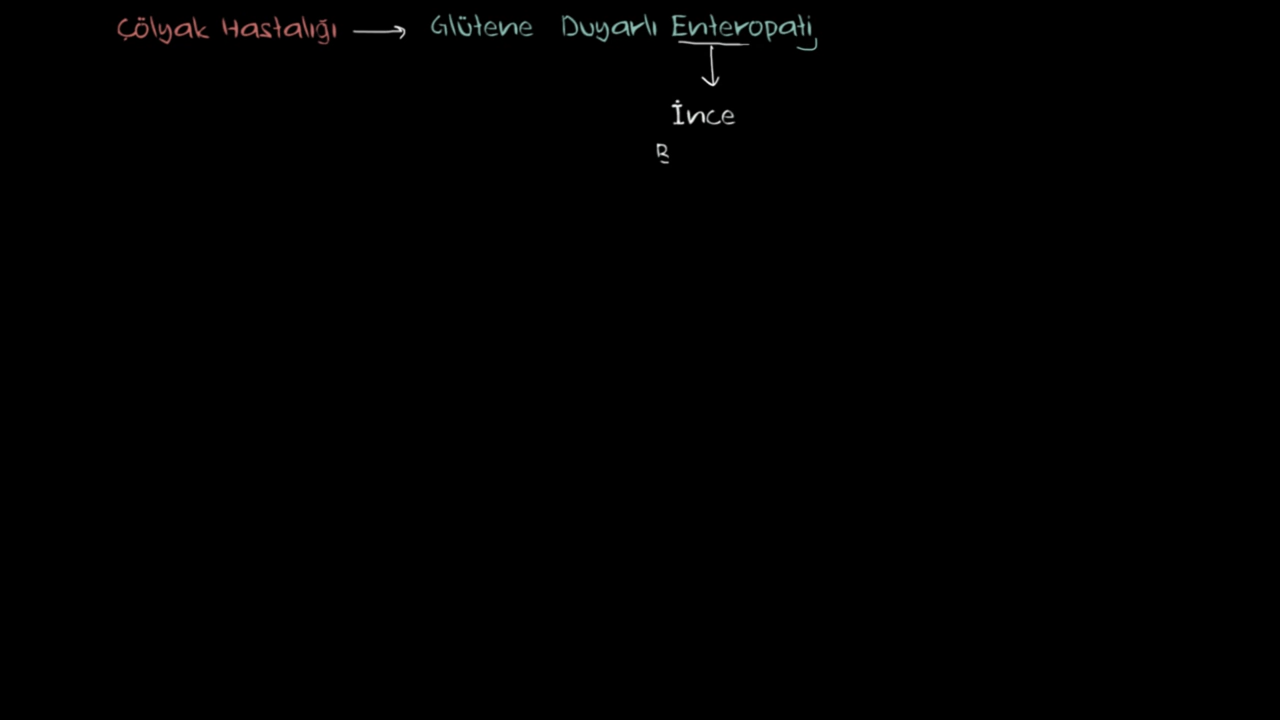 Çölyak Hastalığı → Glütene Duyarlı Enteropati
İnce
B